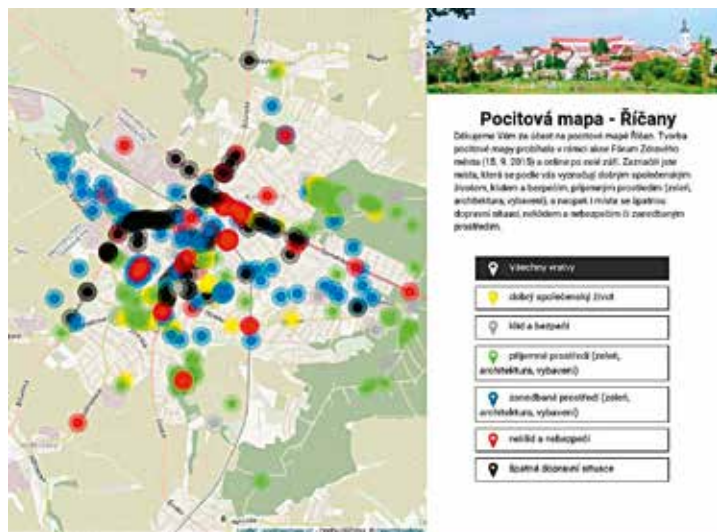 Pocitová mapa - Říčany
Děkujeme Vám za účast na pocitové mapě Říčan. Tvorba
pocitové mapy probíhala v rámci akce Fórum Zdravého
města (15. 9. 2015) a online po celé září. Zaznačili jste
místa, která se podle vás vyznačují dobrým společenským
životem, klidem a bezpečím, příjemným prostředím (zeleň,
architektura, vybavení), a naopak i místa se špatnou
dopravní situací, neklidem a nebezpečím či zanedbaným
prostředím.
Všechny vrstvy
dobrý společenský život
klid a bezpečí
příjemné prostředí (zeleň,
architektura, vybavení)
zanedbané prostředí (zeleň,
architektura, vybavení)
neklid a nebezpečí
špatná dopravní situace